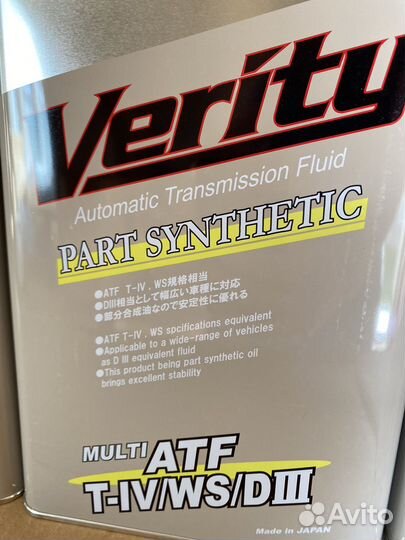 Verity
Automatic Transmission Fluid
PART SYNTHETIC
●ATF T-IV, WS規格相当
●DIII相当として幅広い車種に対応
●部分合成油なので安定性に優れる
●ATF T-IV, WS spcifications equivalent
●Applicable to a wide-range of vehicles
as D III equivalent fluid
●This product being part synthetic oil
brings excellent stability
MULTI ATF
T-IV/WS/DIII
Made in JAPAN
Avito